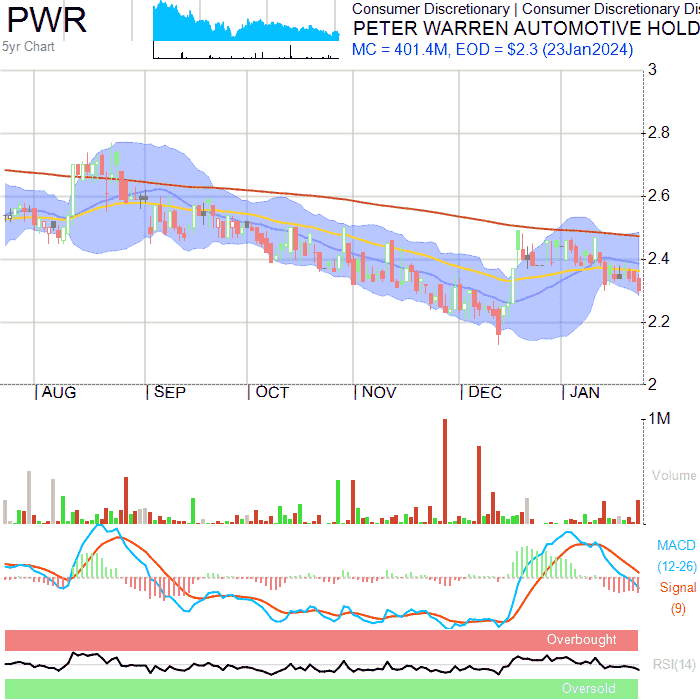 PWR
5yr Chart
Consumer Discretionary | Consumer Discretionary Di
PETER WARREN AUTOMOTIVE HOLD
MC = 401.4M, EOD = $2.3 (23Jan2024)
3
2.8
2.6
2.4
2.2
2
AUG SEP OCT NOV DEC JAN
1M
Volume
MACD
(12-26)
Signal
(9)
Overbought
RSI(14)
Oversold